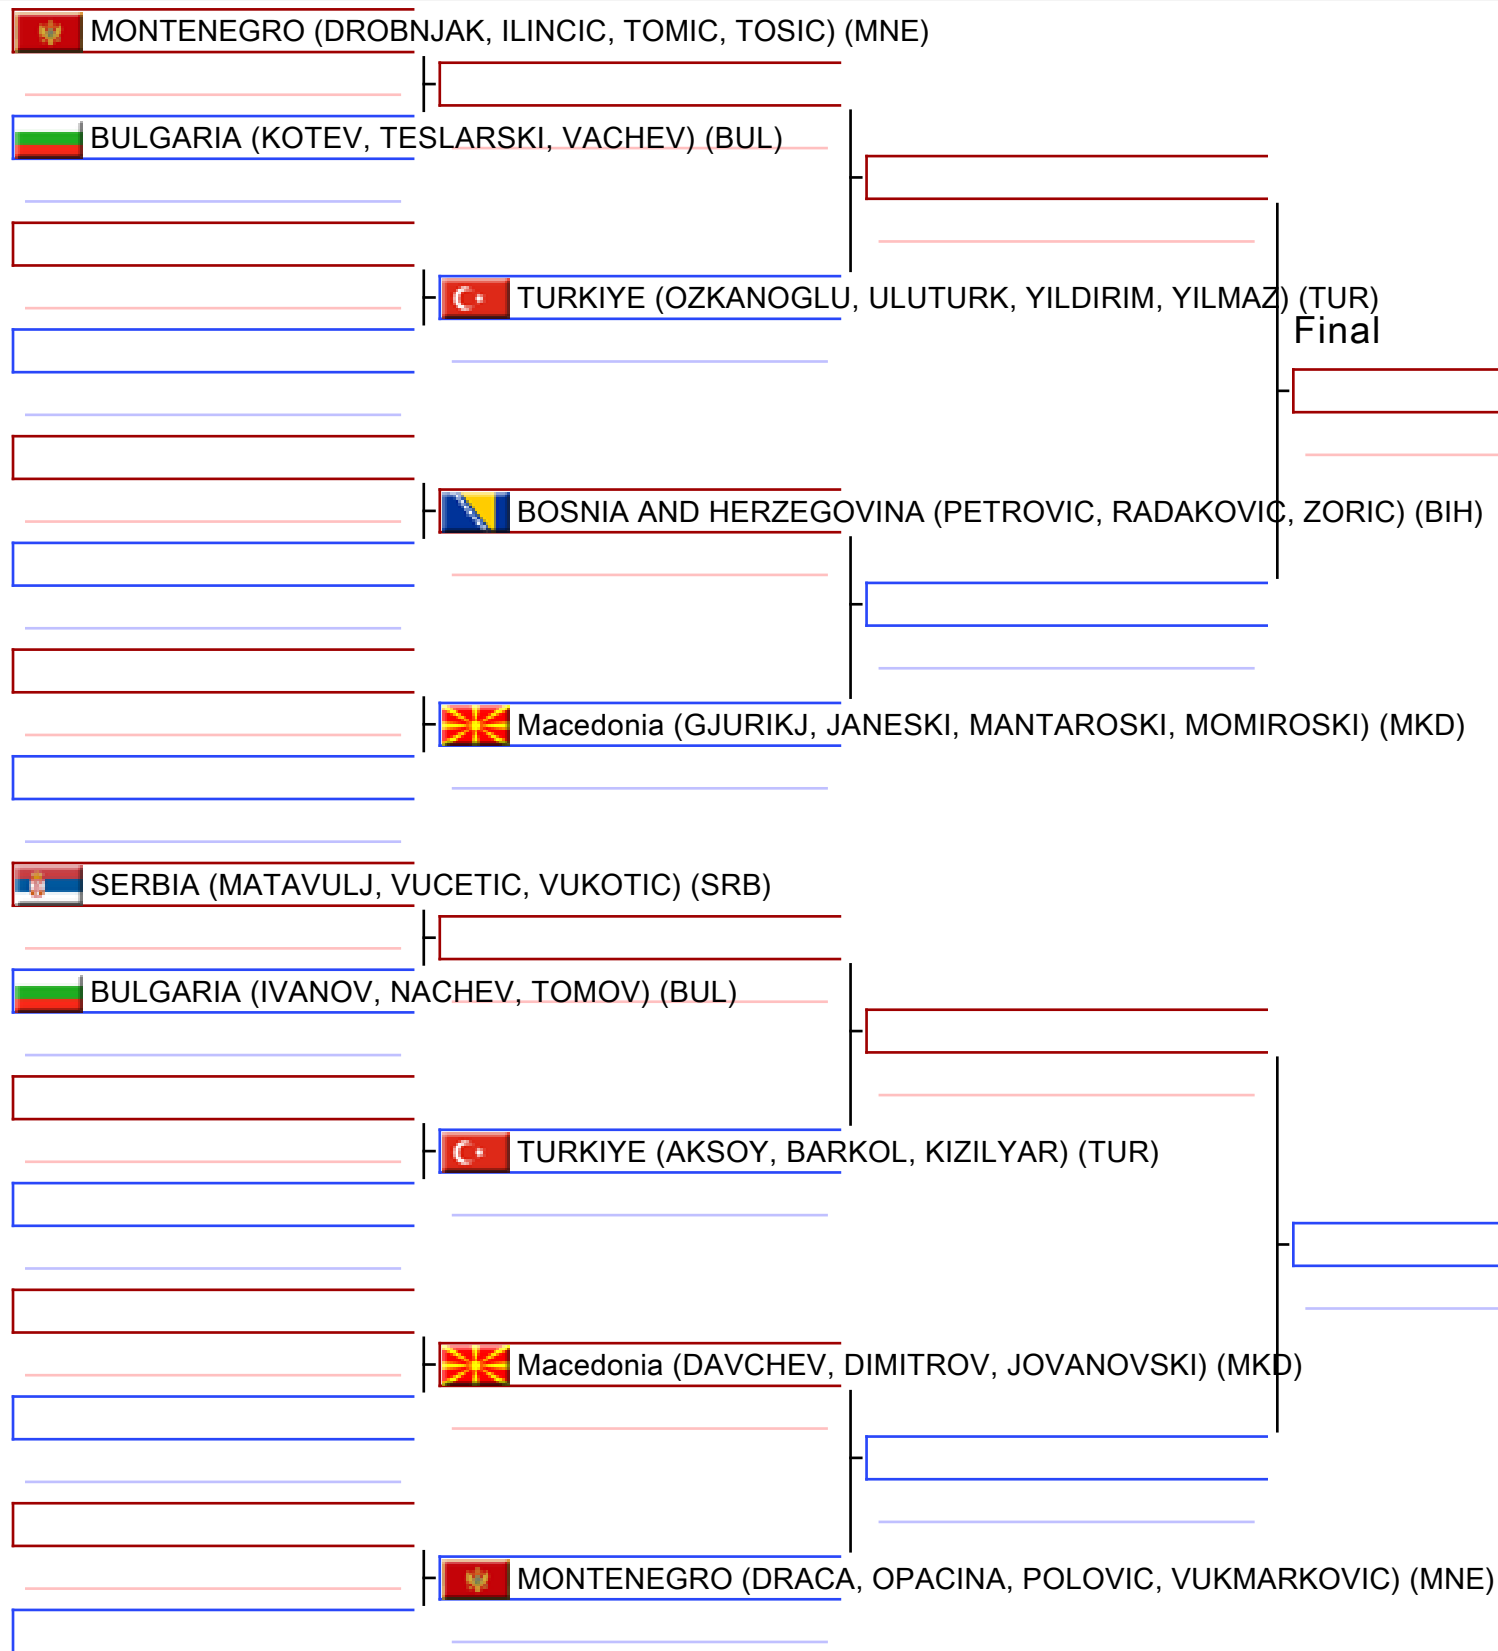 MONTENEGRO (DROBNJAK, ILINCIC, TOMIC, TOSIC) (MNE)
BULGARIA (KOTEV, TESLARSKI, VACHEV) (BUL)
TURKIYE (OZKANOGLU, ULUTURK, YILDIRIM, YILMAZ) (TUR)
Final
BOSNIA AND HERZEGOVINA (PETROVIC, RADAKOVIC, ZORIC) (BIH)
Macedonia (GJURIKJ, JANESKI, MANTAROSKI, MOMIROSKI) (MKD)
SERBIA (MATAVULJ, VUCETIC, VUKOTIC) (SRB)
BULGARIA (IVANOV, NACHEV, TOMOV) (BUL)
TURKIYE (AKSOY, BARKOL, KIZILYAR) (TUR)
Macedonia (DAVCHEV, DIMITROV, JOVANOVSKI) (MKD)
MONTENEGRO (DRACA, OPACINA, POLOVIC, VUKMARKOVIC) (MNE)